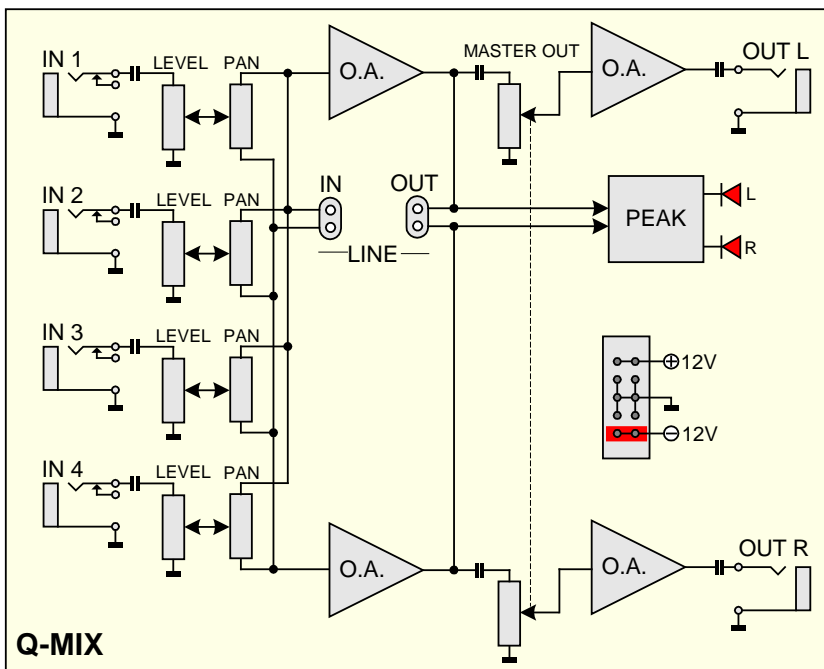 IN 1
LEVEL PAN
O.A.
MASTER OUT
O.A.
OUT L
IN 2
LEVEL PAN
IN
OUT
LINE
PEAK
L
R
IN 3
LEVEL PAN
+ 12V
− 12V
IN 4
LEVEL PAN
O.A.
O.A.
OUT R
Q-MIX